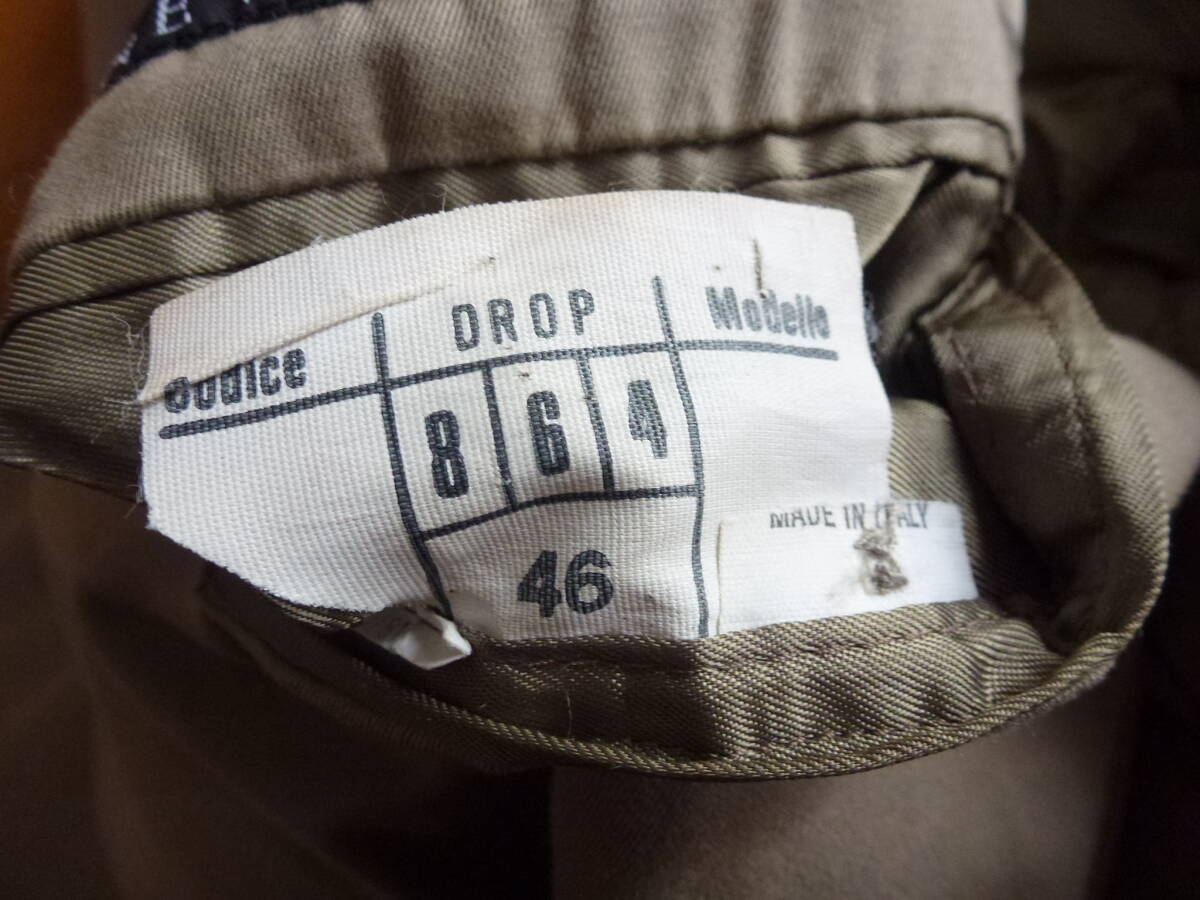 DROP
Codice Modello
8 6 4
46
MADE IN ITALY